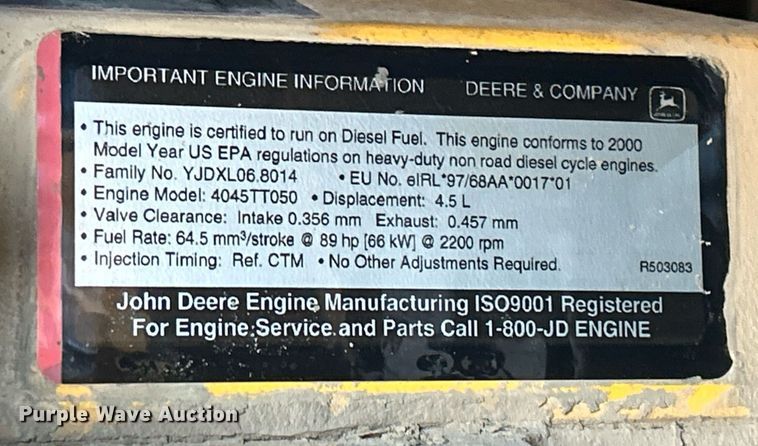 IMPORTANT ENGINE INFORMATION DEERE & COMPANY
• This engine is certified to run on Diesel Fuel. This engine conforms to 2000
Model Year US EPA regulations on heavy-duty non road diesel cycle engines.
• Family No. YJDXL06.8014 • EU No. eIRL*97/68AA*0017*01
• Engine Model: 4045TT050 • Displacement: 4.5 L
• Valve Clearance: Intake 0.356 mm Exhaust: 0.457 mm
• Fuel Rate: 64.5 mm³/stroke @ 89 hp [66 kW] @ 2200 rpm
• Injection Timing: Ref. CTM • No Other Adjustments Required.
R503083
John Deere Engine Manufacturing ISO9001 Registered
For Engine Service and Parts Call 1-800-JD ENGINE
Purple Wave Auction